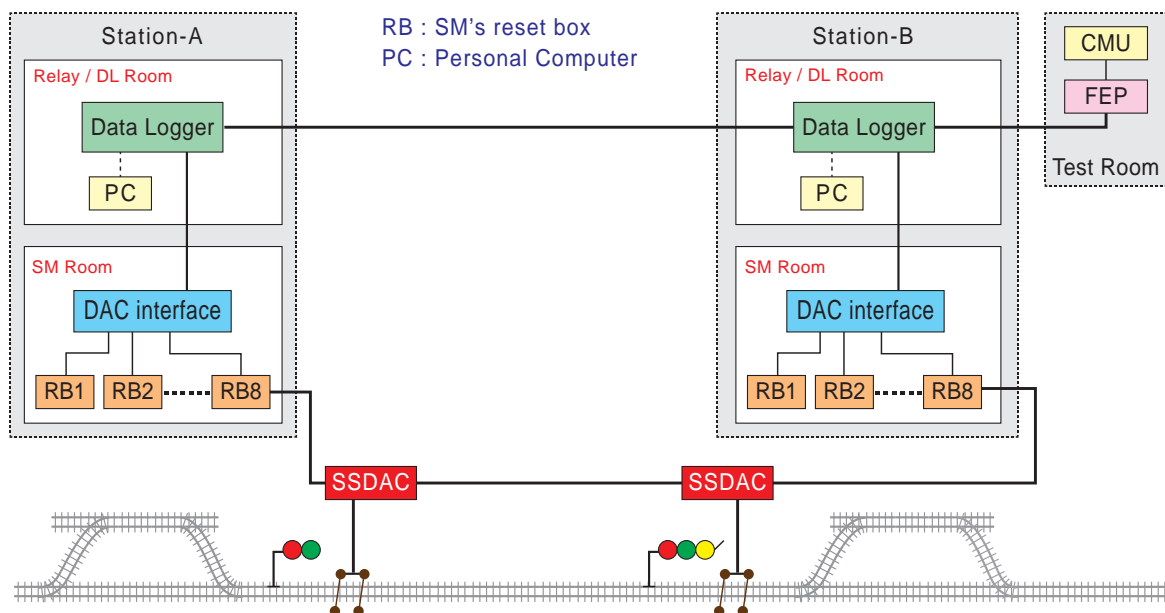 Station-A
RB : SM's reset box
PC : Personal Computer
Station-B
CMU
FEP
Test Room
Relay / DL Room
Data Logger
PC
SM Room
DAC interface
RB1 RB2 RB8
Relay / DL Room
Data Logger
PC
SM Room
DAC interface
RB1 RB2 RB8
SSDAC
SSDAC